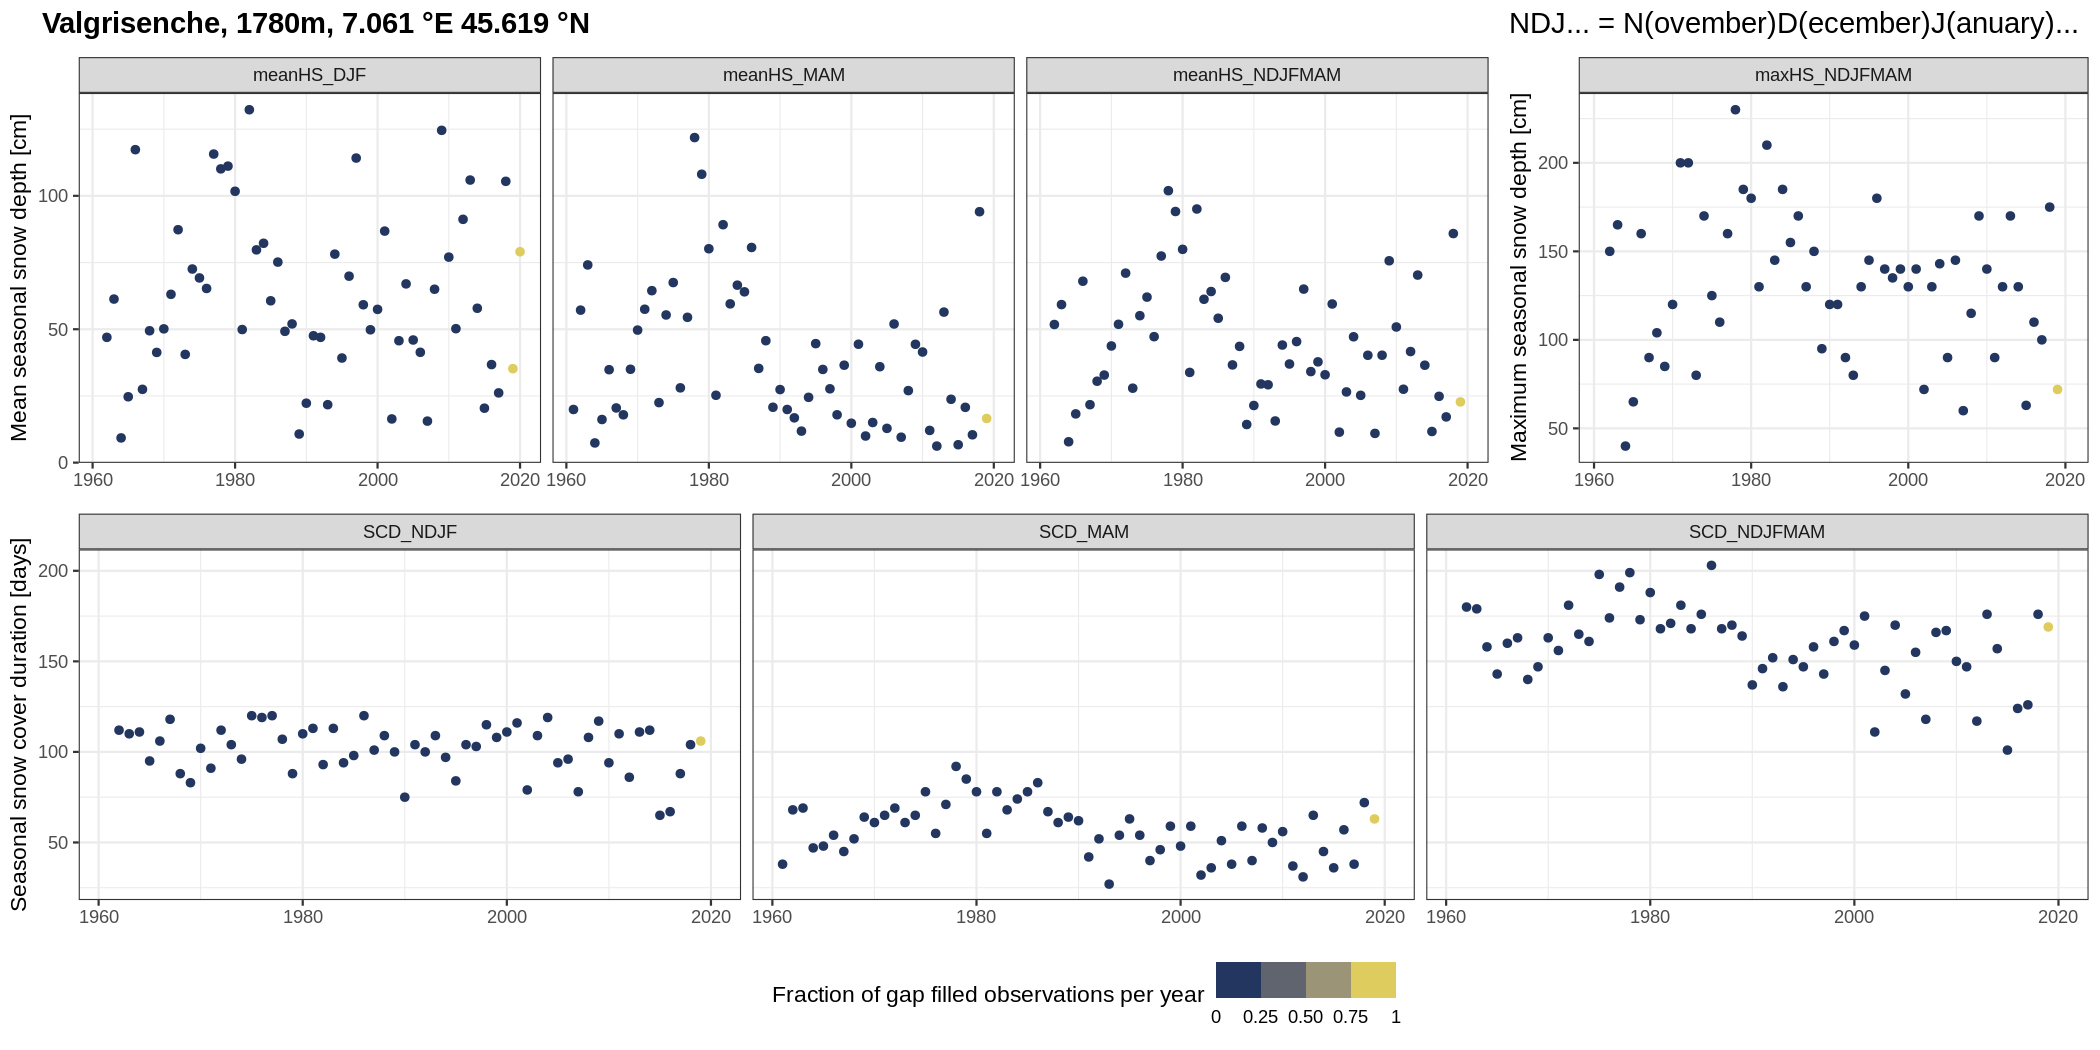 Valgrisenche, 1780m, 7.061 °E 45.619 °N
NDJ... = N(ovember)D(ecember)J(anuary)...
meanHS_DJF
meanHS_MAM
meanHS_NDJFMAM
maxHS_NDJFMAM
Mean seasonal snow depth [cm]
100
50
0
1960 1980 2000 2020
1960 1980 2000 2020
1960 1980 2000 2020
Maximum seasonal snow depth [cm]
200
150
100
50
1960 1980 2000 2020
SCD_NDJF
SCD_MAM
SCD_NDJFMAM
Seasonal snow cover duration [days]
200
150
100
50
1960 1980 2000 2020
1960 1980 2000 2020
1960 1980 2000 2020
Fraction of gap filled observations per year
0 0.25 0.50 0.75 1